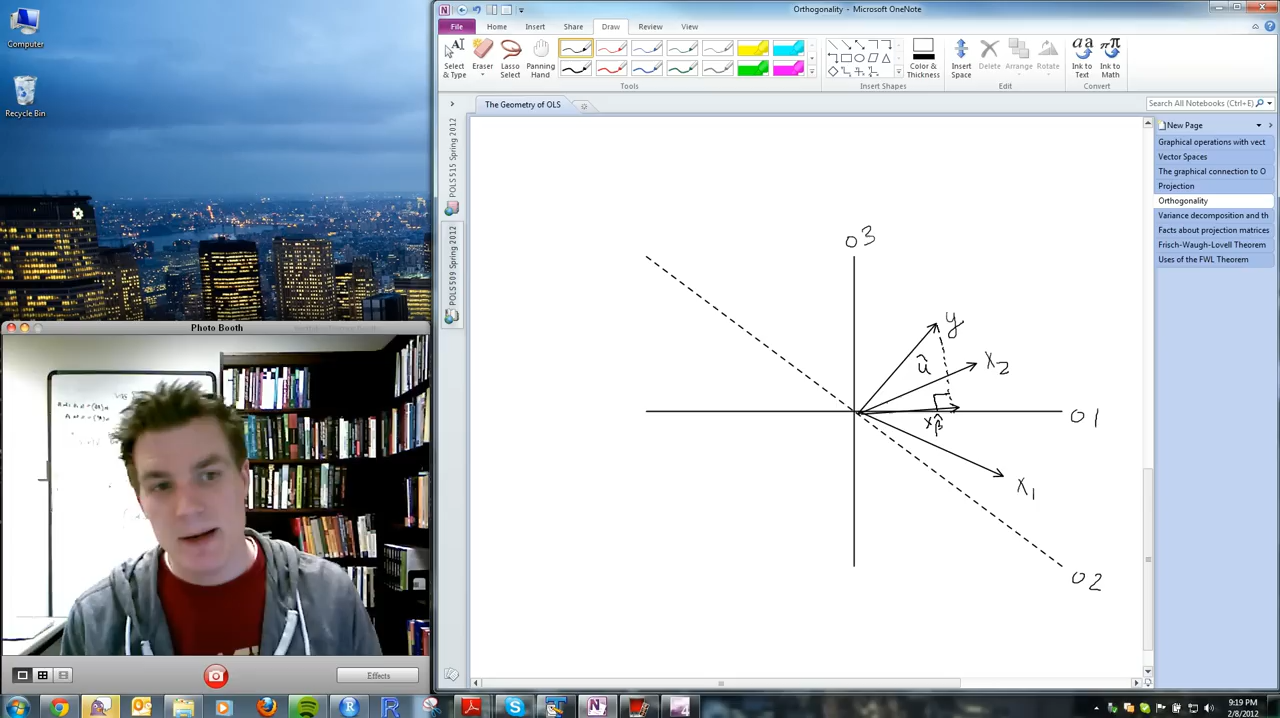 Computer
Recycle Bin
Orthogonality - Microsoft OneNote
File Home Insert Share Draw Review View
Select & Type
Eraser
Lasso Select
Panning Hand
Color & Thickness
Insert Space
Delete
Arrange
Rotate
Ink to Text
Ink to Math
Tools
Insert Shapes
Edit
Convert
The Geometry of OLS
Search All Notebooks (Ctrl+E)
POLS 515 Spring 2012
POLS 509 Spring 2012
New Page
Graphical operations with vect
Vector Spaces
The graphical connection to O
Projection
Orthogonality
Variance decomposition and th
Facts about projection matrices
Frisch-Waugh-Lovell Theorem
Uses of the FWL Theorem
O3
y
û
X2
Xβ̂
O1
X1
O2
Photo Booth
Effects
9:19 PM
2/8/2012